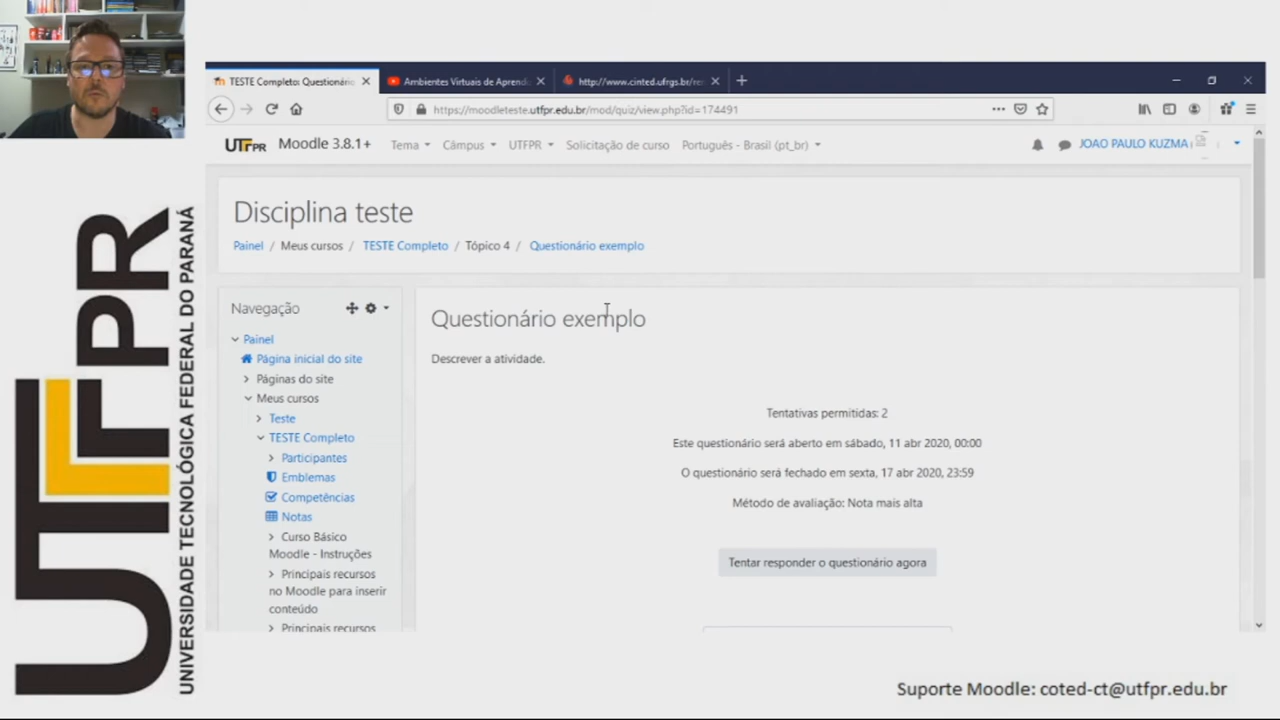 TESTE Completo: Questionário
Ambientes Virtuais de Aprend
http://www.cinted.ufrgs.br/re
https://moodleteste.utfpr.edu.br/mod/quiz/view.php?id=174491
UTFPR Moodle 3.8.1+ Tema Câmpus UTFPR Solicitação de curso Português - Brasil (pt_br) JOAO PAULO KUZMA
Disciplina teste
Painel / Meus cursos / TESTE Completo / Tópico 4 / Questionário exemplo
Navegação
Painel
Página inicial do site
Páginas do site
Meus cursos
Teste
TESTE Completo
Participantes
Emblemas
Competências
Notas
Curso Básico
Moodle - Instruções
Principais recursos
no Moodle para inserir
conteúdo
Principais recursos
Questionário exemplo
Descrever a atividade.
Tentativas permitidas: 2
Este questionário será aberto em sábado, 11 abr 2020, 00:00
O questionário será fechado em sexta, 17 abr 2020, 23:59
Método de avaliação: Nota mais alta
Tentar responder o questionário agora
UTFPR
UNIVERSIDADE TECNOLÓGICA FEDERAL DO PARANÁ
Suporte Moodle: coted-ct@utfpr.edu.br